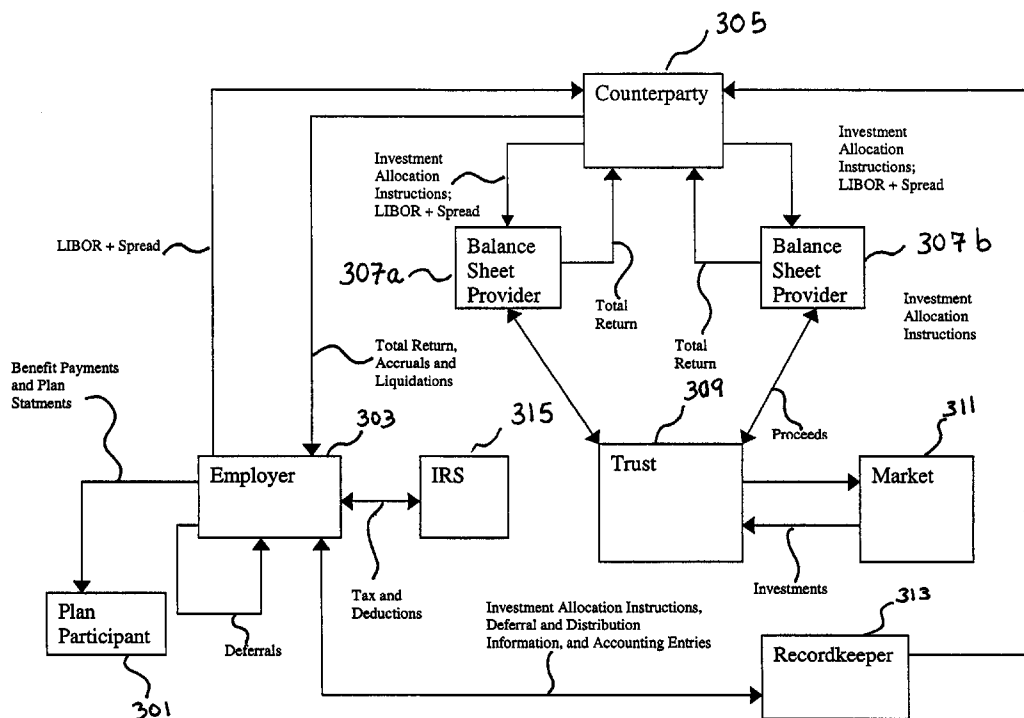 305
Counterparty
Investment
Allocation
Instructions;
LIBOR + Spread
Investment
Allocation
Instructions;
LIBOR + Spread
LIBOR + Spread
307a
Balance
Sheet
Provider
Balance
Sheet
Provider
307b
Total
Return
Total
Return
Investment
Allocation
Instructions
Total Return,
Accruals and
Liquidations
Benefit Payments
and Plan
Statments
303
315
309
Proceeds
311
Employer
IRS
Trust
Market
Tax and
Deductions
Investments
Plan
Participant
301
Deferrals
Investment Allocation Instructions,
Deferral and Distribution
Information, and Accounting Entries
313
Recordkeeper